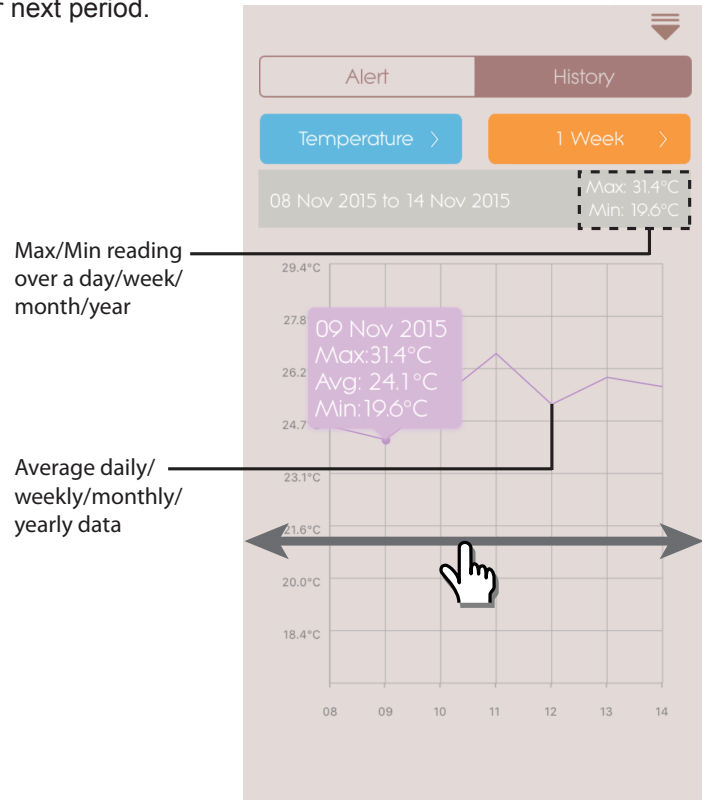 r next period.
Alert
History
Temperature
1 Week
08 Nov 2015 to 14 Nov 2015
Max: 31.4°C
Min: 19.6°C
Max/Min reading
over a day/week/
month/year
29.4°C
27.8
09 Nov 2015
Max:31.4°C
Avg: 24.1°C
Min:19.6°C
26.2
24.7
Average daily/
weekly/monthly/
yearly data
23.1°C
21.6°C
20.0°C
18.4°C
08 09 10 11 12 13 14